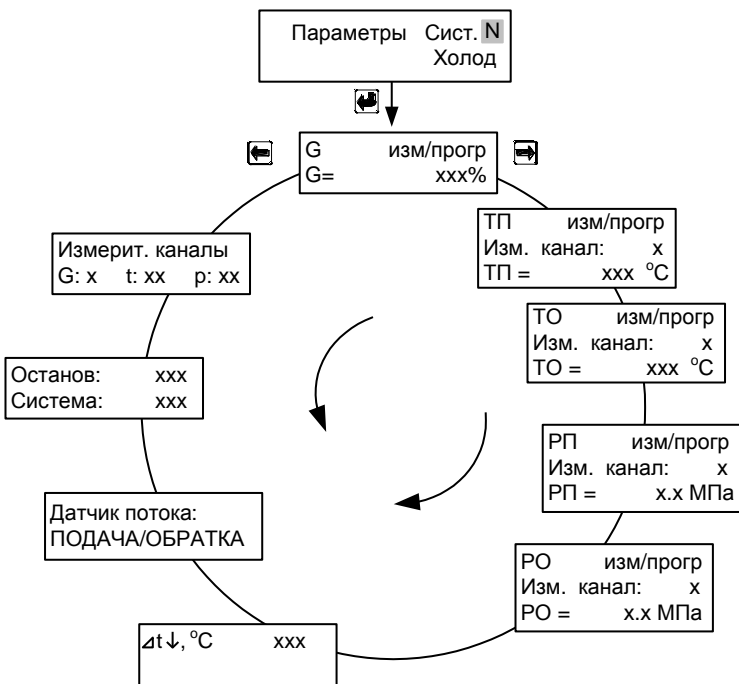 Параметры Сист. N
Холод
G изм/прогр
G= xxx%
ТП изм/прогр
Изм. канал: x
ТП = xxx °C
ТО изм/прогр
Изм. канал: x
ТО = xxx °C
РП изм/прогр
Изм. канал: x
РП = x.x МПа
РО изм/прогр
Изм. канал: x
РО = x.x МПа
⊿t↓, °C xxx
Датчик потока:
ПОДАЧА/ОБРАТКА
Останов: xxx
Система: xxx
Измерит. каналы
G: x t: xx p: xx